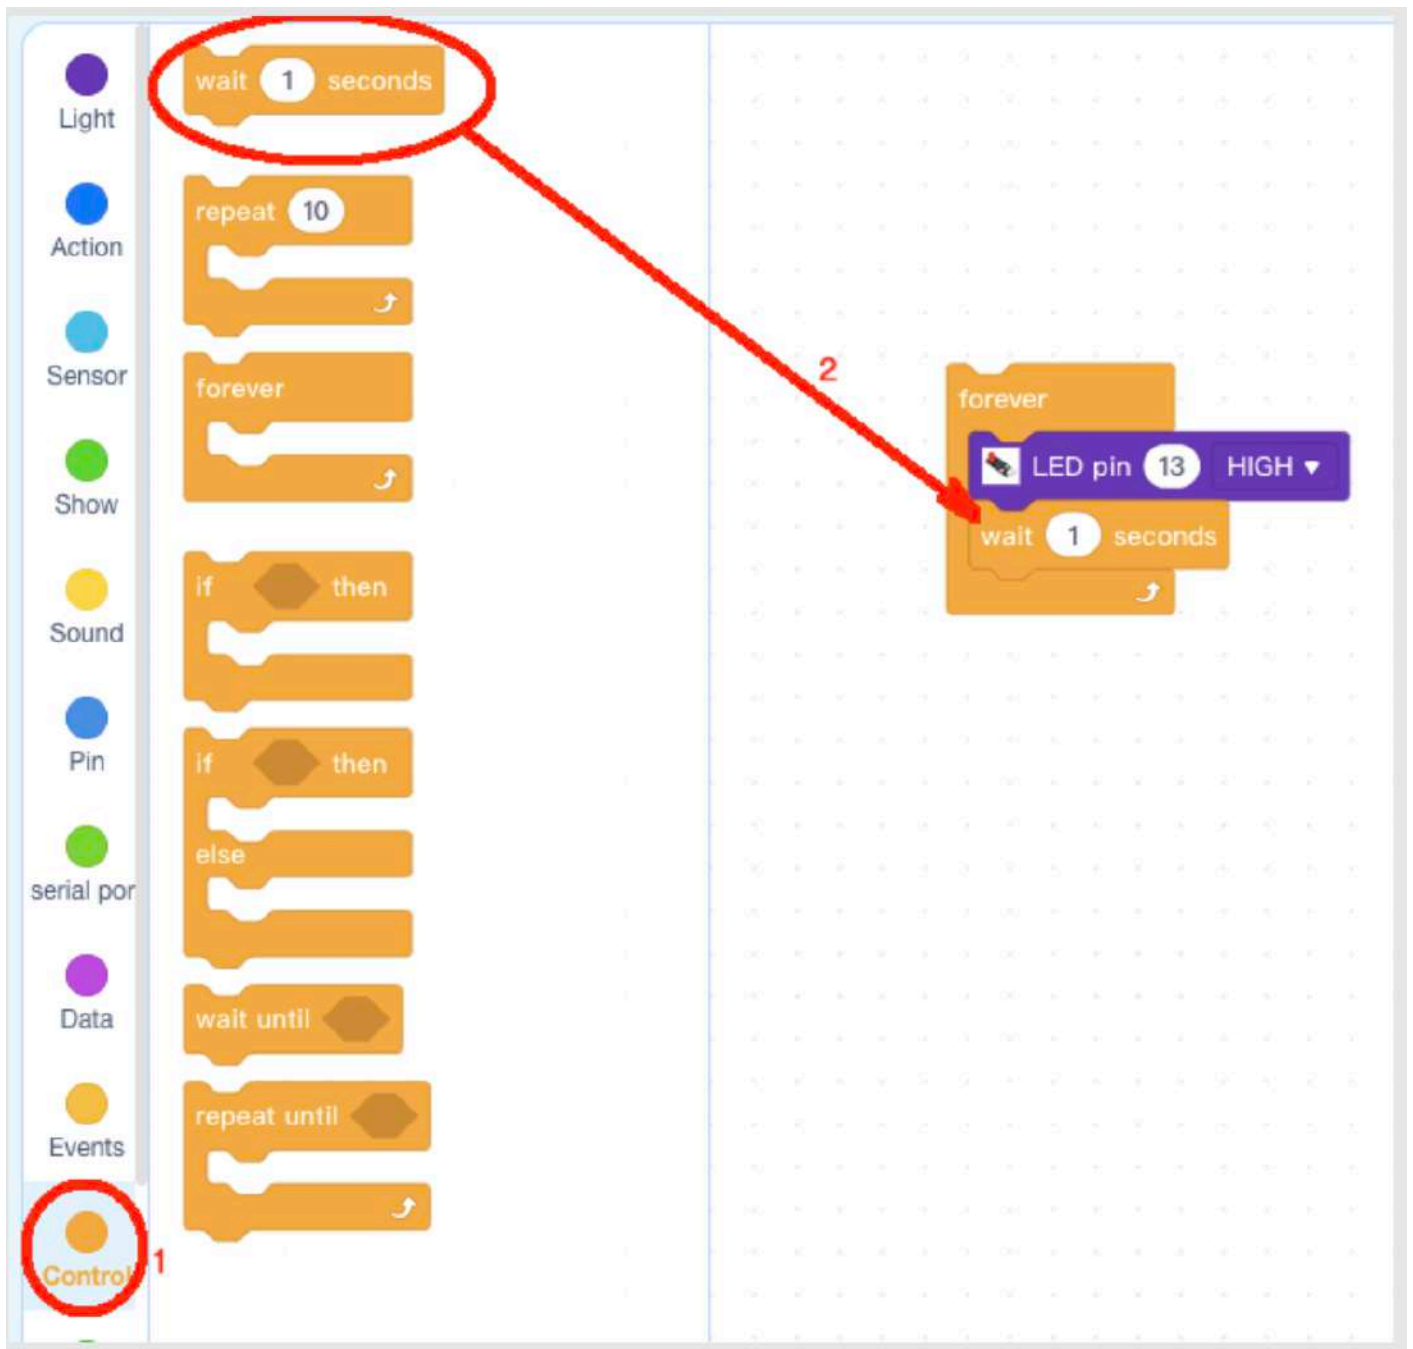 Light
Action
Sensor
Show
Sound
Pin
serial por
Data
Events
Control
1
wait 1 seconds
repeat 10
forever
if then
if then
else
wait until
repeat until
2
forever
LED pin 13 HIGH
wait 1 seconds